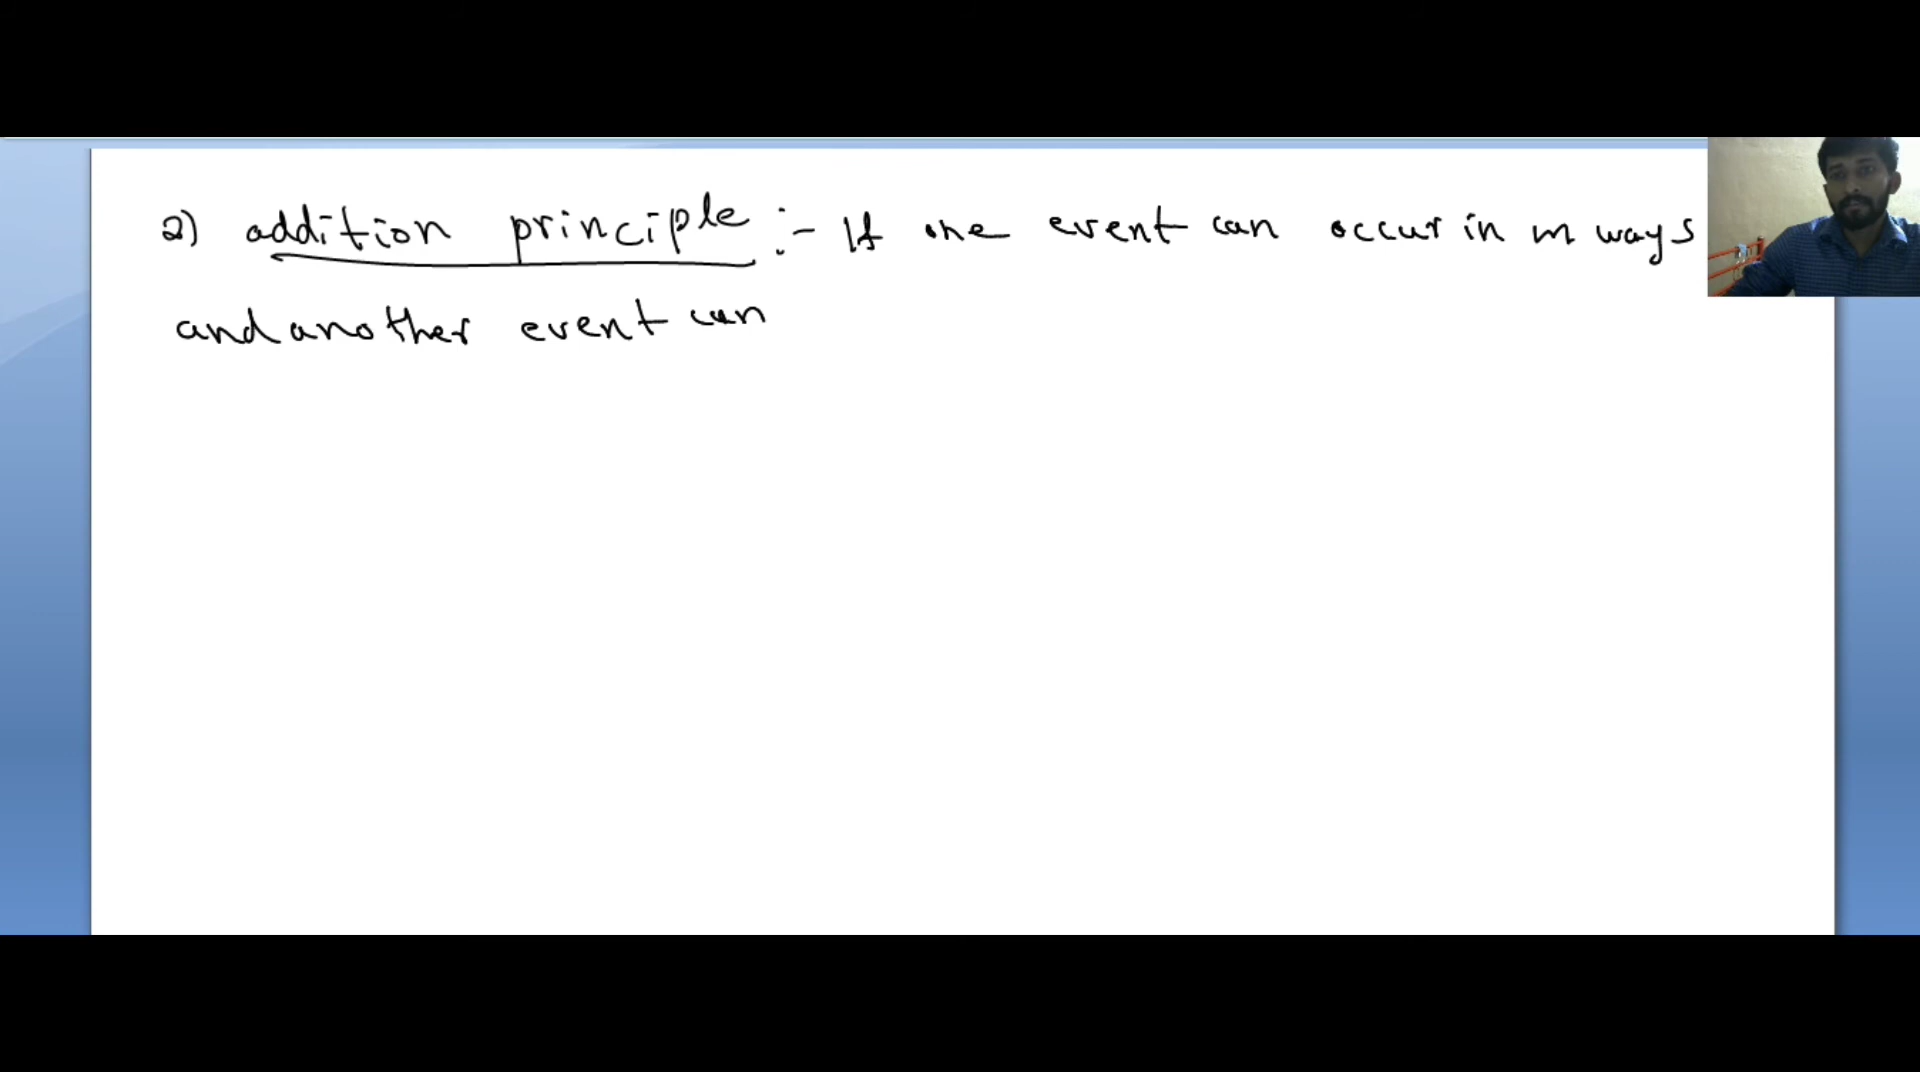 2) addition principle :- If one event can occur in m ways
and another event can